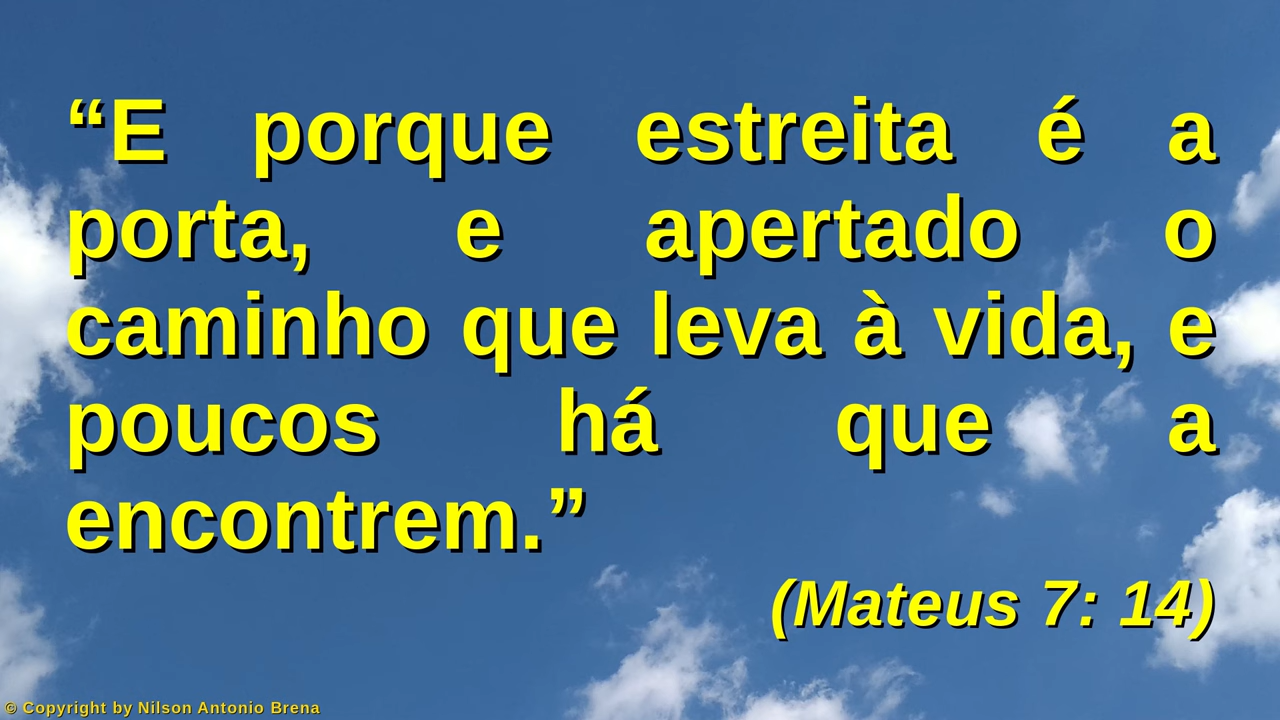 “E porque estreita é a
porta, e apertado o
caminho que leva à vida, e
poucos há que a
encontrem.”
(Mateus 7: 14)
© Copyright by Nilson Antonio Brena